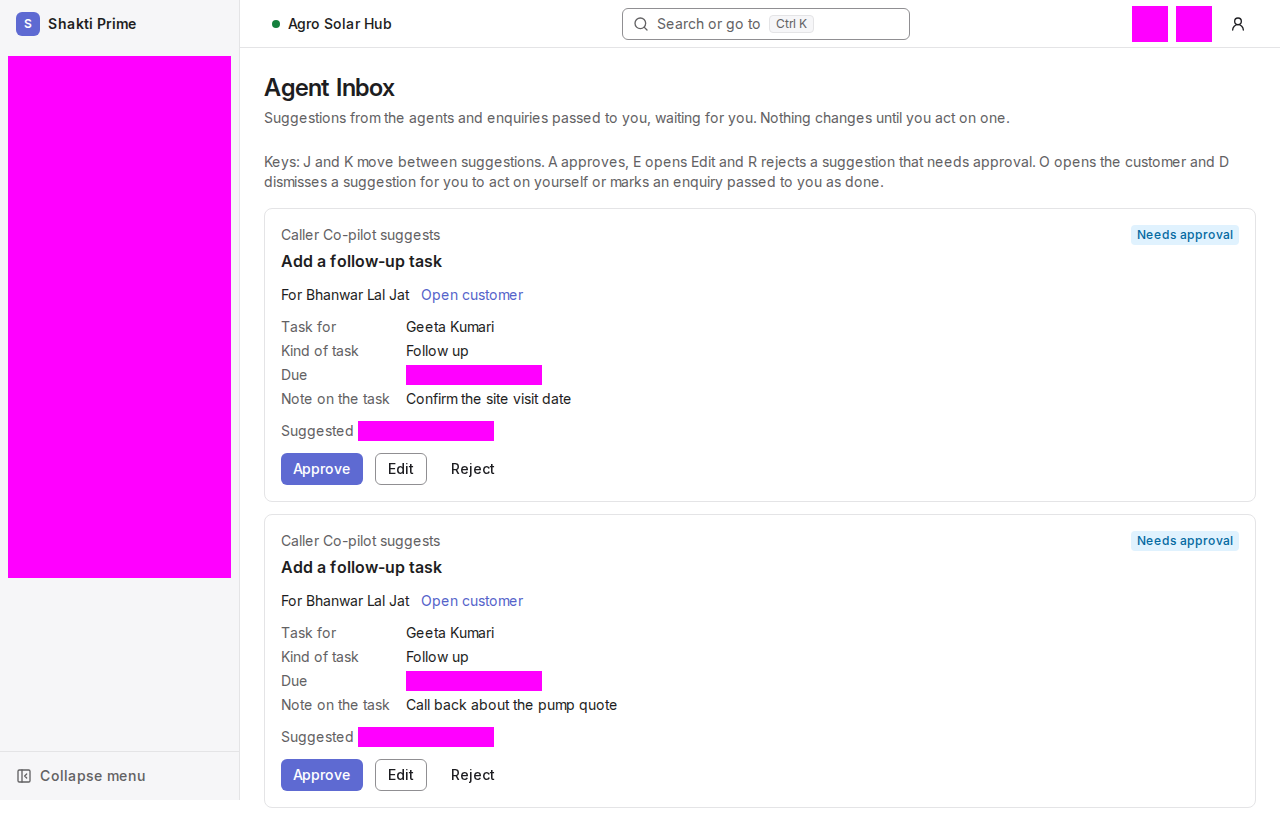 S Shakti Prime
Agro Solar Hub
Search or go to Ctrl K
Agent Inbox
Suggestions from the agents and enquiries passed to you, waiting for you. Nothing changes until you act on one.
Keys: J and K move between suggestions. A approves, E opens Edit and R rejects a suggestion that needs approval. O opens the customer and D
dismisses a suggestion for you to act on yourself or marks an enquiry passed to you as done.
Caller Co-pilot suggests Needs approval
Add a follow-up task
For Bhanwar Lal Jat Open customer
Task for Geeta Kumari
Kind of task Follow up
Due
Note on the task Confirm the site visit date
Suggested
Approve Edit Reject
Caller Co-pilot suggests Needs approval
Add a follow-up task
For Bhanwar Lal Jat Open customer
Task for Geeta Kumari
Kind of task Follow up
Due
Note on the task Call back about the pump quote
Suggested
Approve Edit Reject
Collapse menu